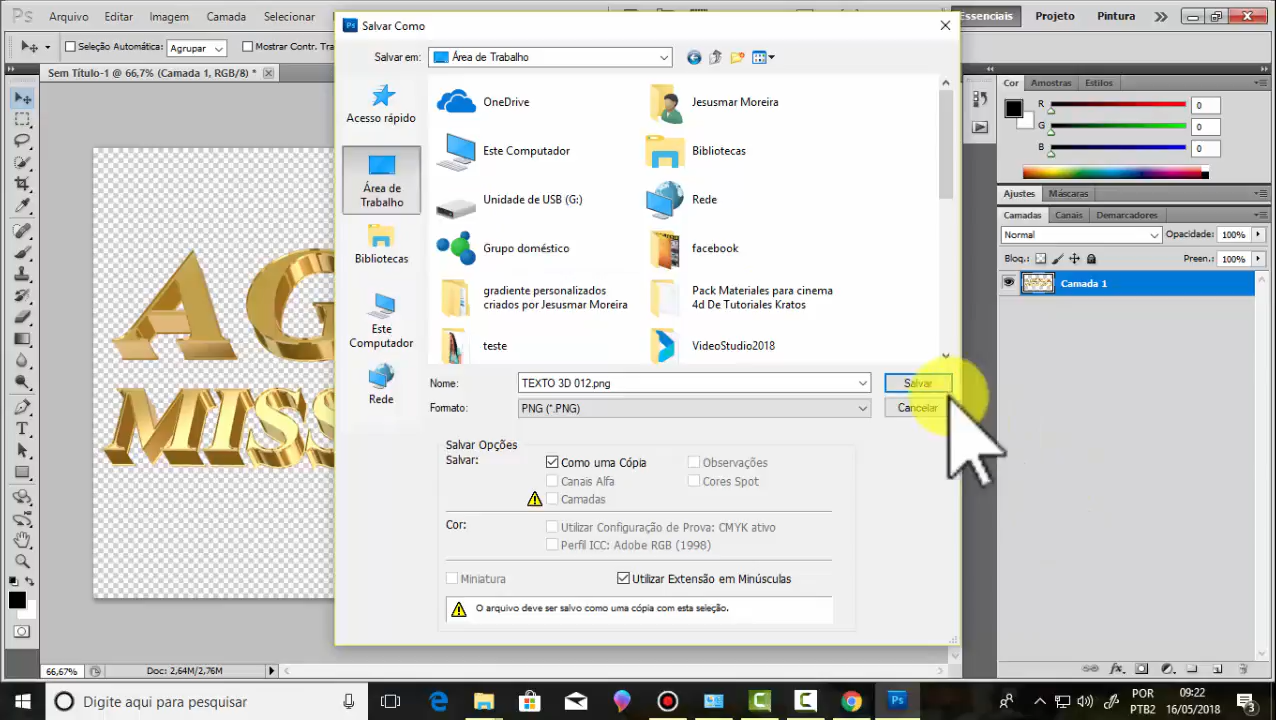 Arquivo
Editar
Imagem
Camada
Selecionar
Salvar Como
Essenciais
Projeto
Pintura
Seleção Automática:
Agrupar
Mostrar Contr. Tra
Salvar em:
Área de Trabalho
Sem Título-1 @ 66,7% (Camada 1, RGB/8) *
Cor
Amostras
Estilos
Acesso rápido
Área de
Trabalho
Bibliotecas
Este
Computador
Rede
OneDrive
Jesusmar Moreira
Este Computador
Bibliotecas
Unidade de USB (G:)
Rede
Grupo doméstico
facebook
gradiente personalizados
criados por Jesusmar Moreira
Pack Materiales para cinema
4d De Tutoriales Kratos
teste
VideoStudio2018
R
0
G
0
B
0
Ajustes
Máscaras
Camadas
Canais
Demarcadores
Normal
Opacidade:
100%
Bloq.:
Preen.:
100%
Camada 1
AG
MISS
Nome:
TEXTO 3D 012.png
Salvar
Formato:
PNG (*.PNG)
Cancelar
Salvar Opções
Salvar:
Como uma Cópia
Observações
Canais Alfa
Cores Spot
Camadas
Cor:
Utilizar Configuração de Prova: CMYK ativo
Perfil ICC: Adobe RGB (1998)
Miniatura
Utilizar Extensão em Minúsculas
O arquivo deve ser salvo como uma cópia com esta seleção.
66,67%
Doc: 2,64M/2,76M
Digite aqui para pesquisar
POR
PTB2
09:22
16/05/2018
3